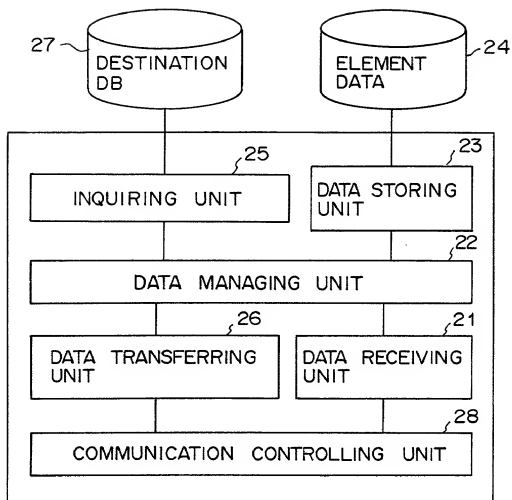 27
DESTINATION
DB
ELEMENT
DATA
24
25
INQUIRING UNIT
23
DATA STORING
UNIT
22
DATA MANAGING UNIT
26
DATA TRANSFERRING
UNIT
21
DATA RECEIVING
UNIT
28
COMMUNICATION CONTROLLING UNIT